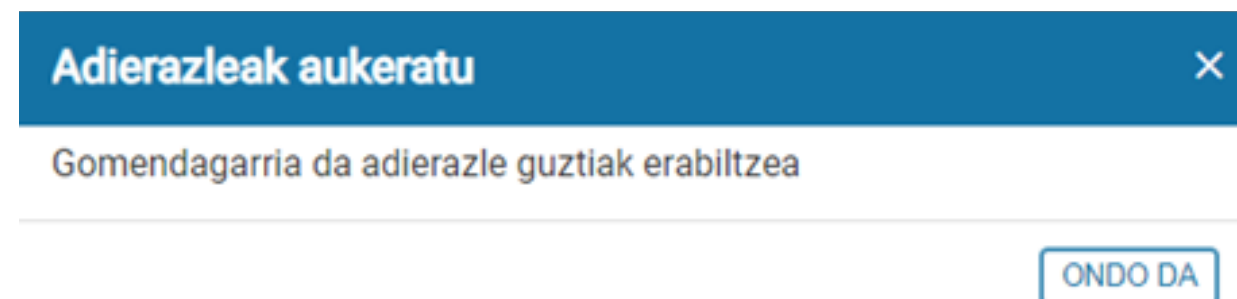 Adierazleak aukeratu ×
Gomendagarria da adierazle guztiak erabiltzea
ONDO DA